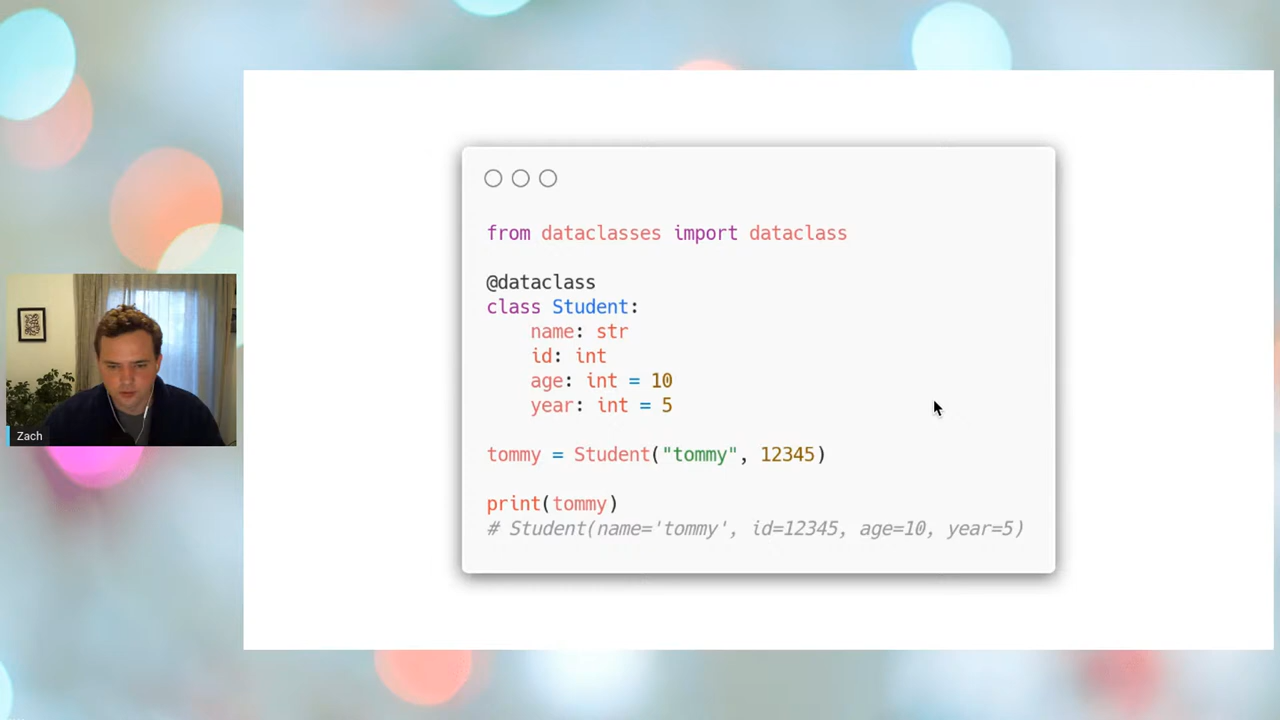 from dataclasses import dataclass
@dataclass
class Student:
    name: str
    id: int
    age: int = 10
    year: int = 5
tommy = Student("tommy", 12345)
print(tommy)
# Student(name='tommy', id=12345, age=10, year=5)
Zach